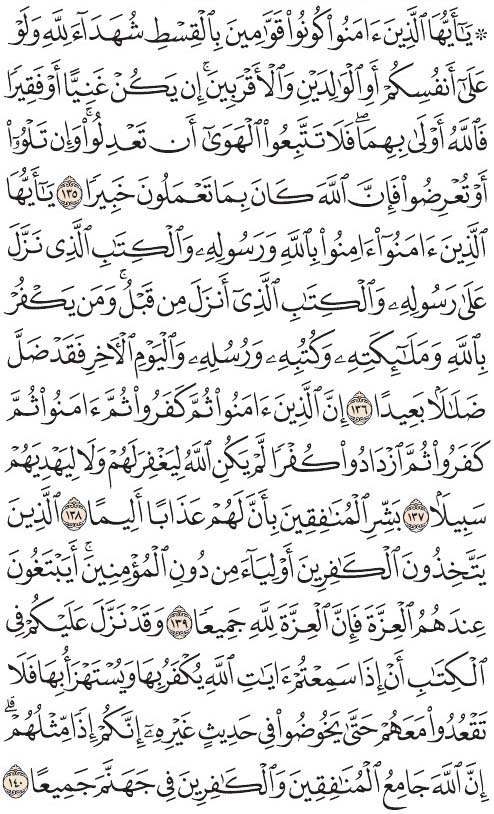 ۞ يَٰٓأَيُّهَا ٱلَّذِينَ ءَامَنُوا۟ كُونُوا۟ قَوَّٰمِينَ بِٱلْقِسْطِ شُهَدَآءَ لِلَّهِ وَلَوْ
عَلَىٰٓ أَنفُسِكُمْ أَوِ ٱلْوَٰلِدَيْنِ وَٱلْأَقْرَبِينَ ۚ إِن يَكُنْ غَنِيًّا أَوْ فَقِيرًا
فَٱللَّهُ أَوْلَىٰ بِهِمَا ۖ فَلَا تَتَّبِعُوا۟ ٱلْهَوَىٰٓ أَن تَعْدِلُوا۟ ۚ وَإِن تَلْوُۥٓا۟
أَوْ تُعْرِضُوا۟ فَإِنَّ ٱللَّهَ كَانَ بِمَا تَعْمَلُونَ خَبِيرًا ١٣٥ يَٰٓأَيُّهَا
ٱلَّذِينَ ءَامَنُوٓا۟ ءَامِنُوا۟ بِٱللَّهِ وَرَسُولِهِۦ وَٱلْكِتَٰبِ ٱلَّذِى نَزَّلَ
عَلَىٰ رَسُولِهِۦ وَٱلْكِتَٰبِ ٱلَّذِىٓ أَنزَلَ مِن قَبْلُ ۚ وَمَن يَكْفُرْ
بِٱللَّهِ وَمَلَٰٓئِكَتِهِۦ وَكُتُبِهِۦ وَرُسُلِهِۦ وَٱلْيَوْمِ ٱلْءَاخِرِ فَقَدْ ضَلَّ
ضَلَٰلًۢا بَعِيدًا ١٣٦ إِنَّ ٱلَّذِينَ ءَامَنُوا۟ ثُمَّ كَفَرُوا۟ ثُمَّ ءَامَنُوا۟ ثُمَّ
كَفَرُوا۟ ثُمَّ ٱزْدَادُوا۟ كُفْرًا لَّمْ يَكُنِ ٱللَّهُ لِيَغْفِرَ لَهُمْ وَلَا لِيَهْدِيَهُمْ
سَبِيلًۢا ١٣٧ بَشِّرِ ٱلْمُنَٰفِقِينَ بِأَنَّ لَهُمْ عَذَابًا أَلِيمًا ١٣٨ ٱلَّذِينَ
يَتَّخِذُونَ ٱلْكَٰفِرِينَ أَوْلِيَآءَ مِن دُونِ ٱلْمُؤْمِنِينَ ۚ أَيَبْتَغُونَ
عِندَهُمُ ٱلْعِزَّةَ فَإِنَّ ٱلْعِزَّةَ لِلَّهِ جَمِيعًا ١٣٩ وَقَدْ نَزَّلَ عَلَيْكُمْ فِى
ٱلْكِتَٰبِ أَنْ إِذَا سَمِعْتُمْ ءَايَٰتِ ٱللَّهِ يُكْفَرُ بِهَا وَيُسْتَهْزَأُ بِهَا فَلَا
تَقْعُدُوا۟ مَعَهُمْ حَتَّىٰ يَخُوضُوا۟ فِى حَدِيثٍ غَيْرِهِۦٓ ۚ إِنَّكُمْ إِذًا مِّثْلُهُمْ ۗ
إِنَّ ٱللَّهَ جَامِعُ ٱلْمُنَٰفِقِينَ وَٱلْكَٰفِرِينَ فِى جَهَنَّمَ جَمِيعًا ١٤٠